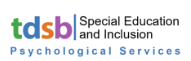 tdsb Special Education
and Inclusion
Psychological Services